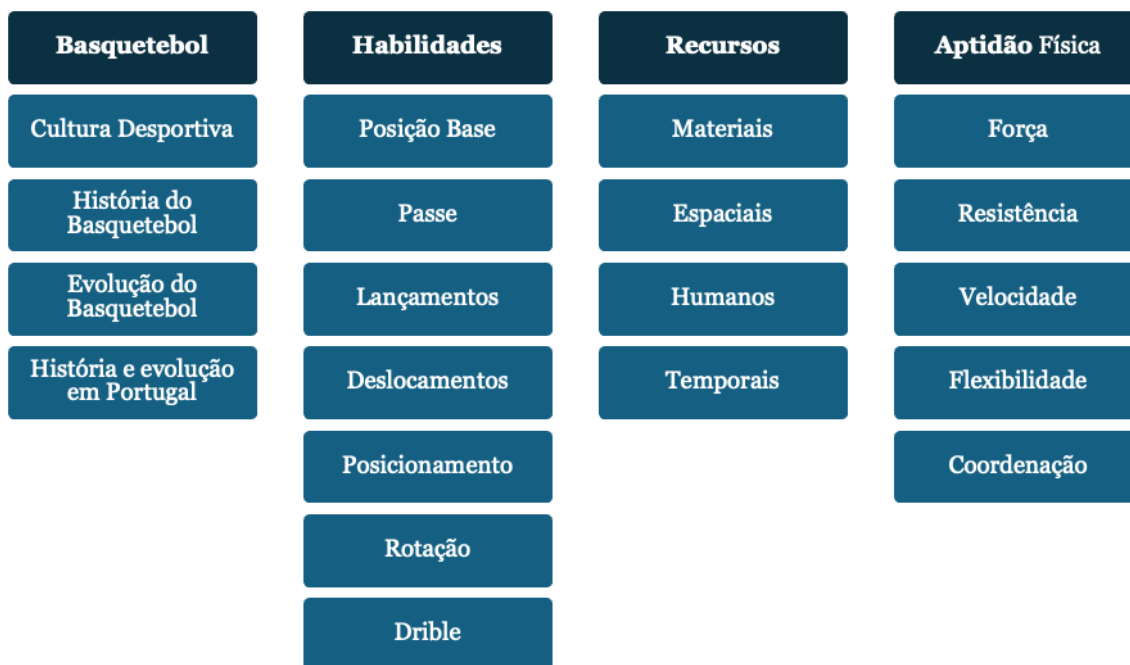 Basquetebol
Cultura Desportiva
História do
Basquetebol
Evolução do
Basquetebol
História e evolução
em Portugal
Habilidades
Posição Base
Passe
Lançamentos
Deslocamentos
Posicionamento
Rotação
Drible
Recursos
Materiais
Espaciais
Humanos
Temporais
Aptidão Física
Força
Resistência
Velocidade
Flexibilidade
Coordenação